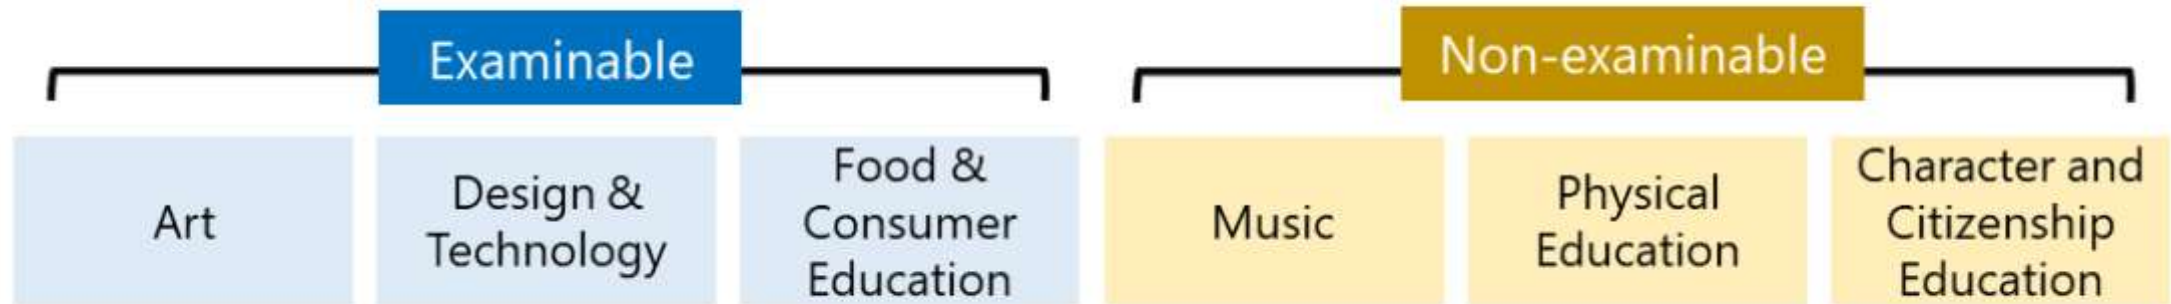 Examinable
Non-examinable
Art
Design &
Technology
Food &
Consumer
Education
Music
Physical
Education
Character and
Citizenship
Education